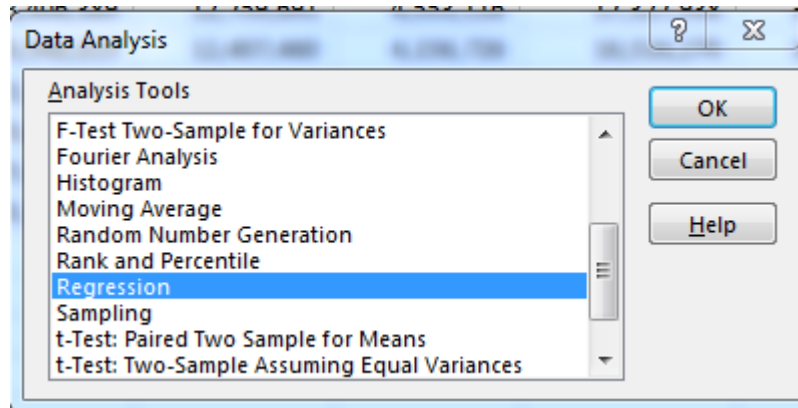 Data Analysis
Analysis Tools
F-Test Two-Sample for Variances
Fourier Analysis
Histogram
Moving Average
Random Number Generation
Rank and Percentile
Regression
Sampling
t-Test: Paired Two Sample for Means
t-Test: Two-Sample Assuming Equal Variances
OK
Cancel
Help